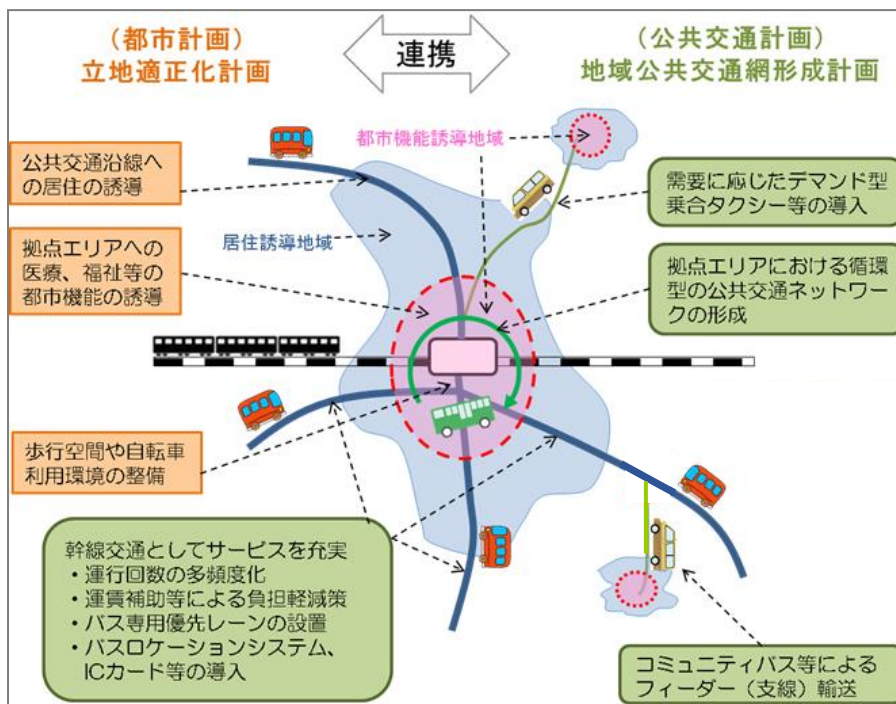 （都市計画）
立地適正化計画
連携
（公共交通計画）
地域公共交通網形成計画
都市機能誘導地域
公共交通沿線へ
の居住の誘導
需要に応じたデマンド型
乗合タクシー等の導入
居住誘導地域
拠点エリアへの
医療、福祉等の
都市機能の誘導
拠点エリアにおける循環
型の公共交通ネットワー
クの形成
歩行空間や自転車
利用環境の整備
幹線交通としてサービスを充実
・運行回数の多頻度化
・運賃補助等による負担軽減策
・バス専用優先レーンの設置
・バスロケーションシステム、
ICカード等の導入
コミュニティバス等による
フィーダー（支線）輸送